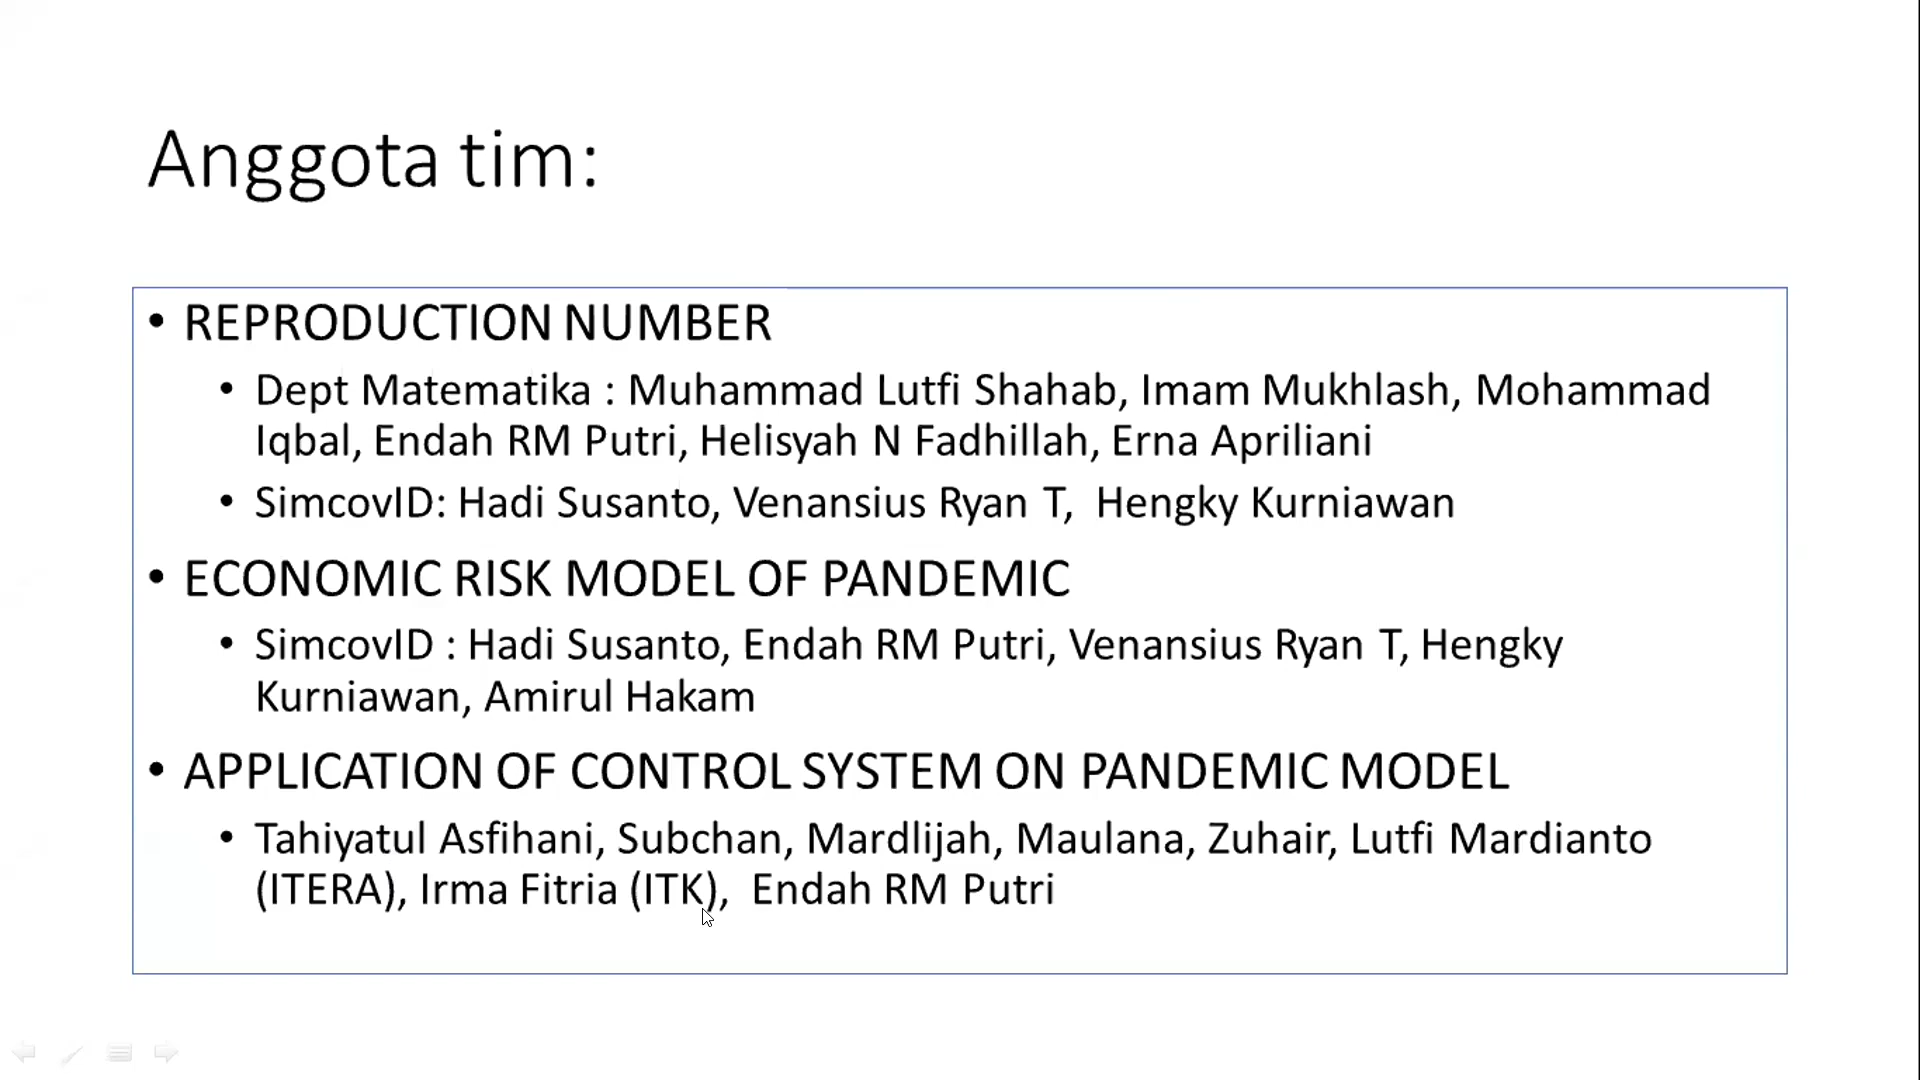 Anggota tim:
• REPRODUCTION NUMBER
• Dept Matematika : Muhammad Lutfi Shahab, Imam Mukhlash, Mohammad
Iqbal, Endah RM Putri, Helisyah N Fadhillah, Erna Apriliani
• SimcovID: Hadi Susanto, Venansius Ryan T,  Hengky Kurniawan
• ECONOMIC RISK MODEL OF PANDEMIC
• SimcovID : Hadi Susanto, Endah RM Putri, Venansius Ryan T, Hengky
Kurniawan, Amirul Hakam
• APPLICATION OF CONTROL SYSTEM ON PANDEMIC MODEL
• Tahiyatul Asfihani, Subchan, Mardlijah, Maulana, Zuhair, Lutfi Mardianto
(ITERA), Irma Fitria (ITK),  Endah RM Putri